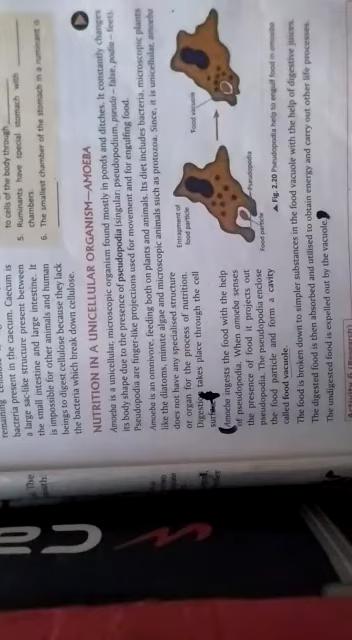 bacteria present in the caecum. Caecum is
a large sac-like structure present between
the small intestine and large intestine. It
is impossible for other animals and human
beings to digest cellulose because they lack
the bacteria which break down cellulose.
to cells of the body through
5. Ruminants have special stomach with
chambers.
6. The smallest chamber of the stomach in a ruminant is
NUTRITION IN A UNICELLULAR ORGANISM—AMOEBA
Amoeba is a unicellular, microscopic organism found mostly in ponds and ditches. It constantly changes
its body shape due to the presence of pseudopodia (singular: pseudopodium, pseudo – false, podia – feet).
Pseudopodia are finger-like projections used for movement and for engulfing food.
Amoeba is an omnivore, feeding both on plants and animals. Its diet includes bacteria, microscopic plants
like the diatoms, minute algae and microscopic animals such as protozoa. Since, it is unicellular, amoeba
does not have any specialised structure
or organ for the process of nutrition.
takes place through the cell
Amoeba ingests the food with the help
of pseudopodia. When amoeba senses
the presence of food it projects out
pseudopodia. The pseudopodia enclose
the food particle and form a cavity
called food vacuole.
Entrapment of
food particle
Food vacuole
Pseudopodia
Food particle
▲ Fig. 2.20 Pseudopodia help to engulf food in amoeba
The food is broken down to simpler substances in the food vacuole with the help of digestive juices.
The digested food is then absorbed and utilised to obtain energy and carry out other life processes.
The undigested food is expelled out by the vacuole.